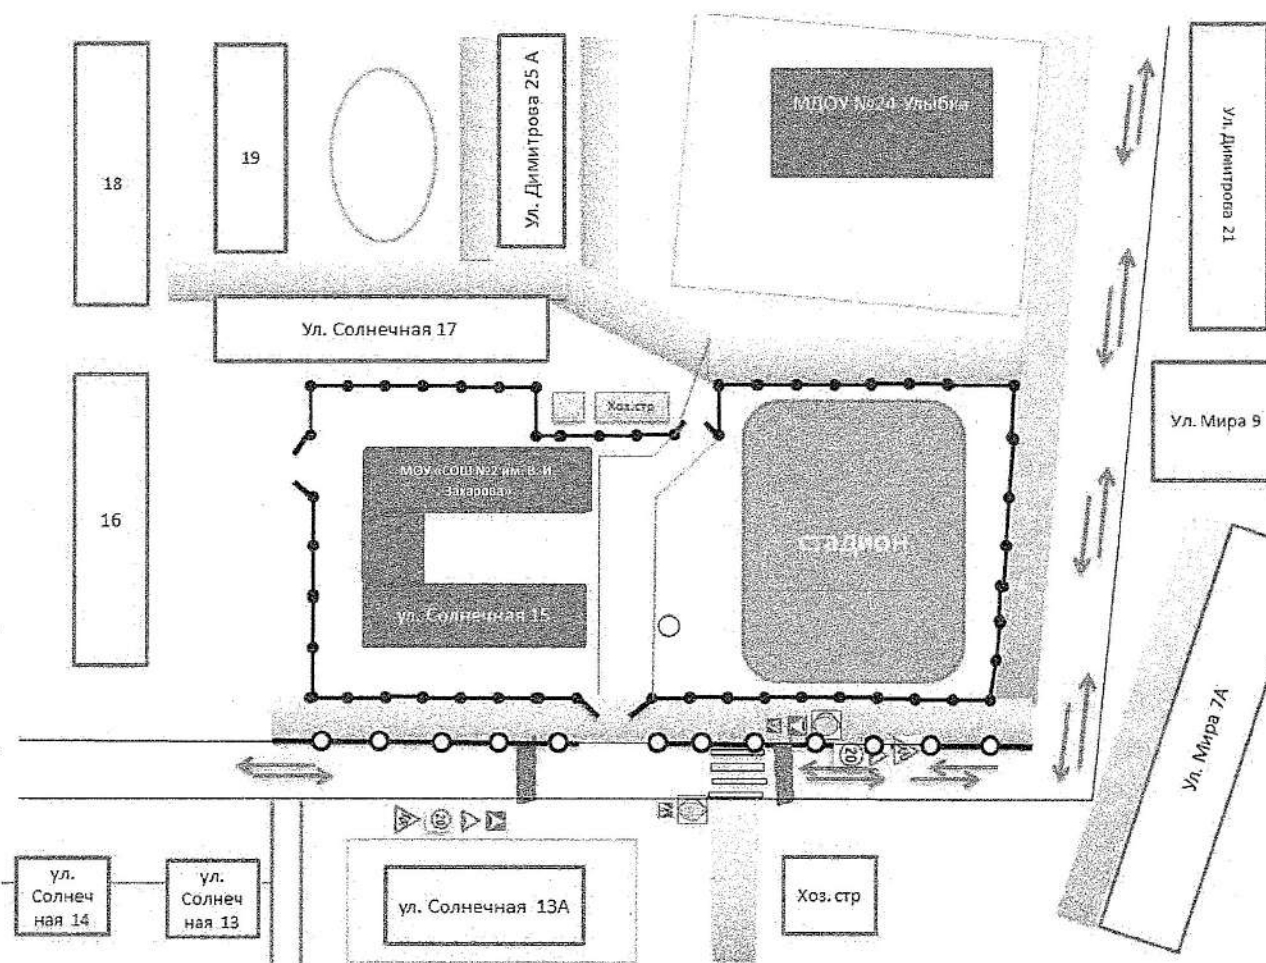 18
19
Ул. Димитрова 25 А
МДОУ №24 Улыбка
Ул. Димитрова 21
Ул. Солнечная 17
Хоз.стр
Ул. Мира 9
МОУ «СОШ №2 им. В. И.
Захарова»
16
стадион
ул. Солнечная 15
Ул. Мира 7А
20
20
ул.
Солнеч
ная 14
ул.
Солнеч
ная 13
ул. Солнечная 13А
Хоз. стр